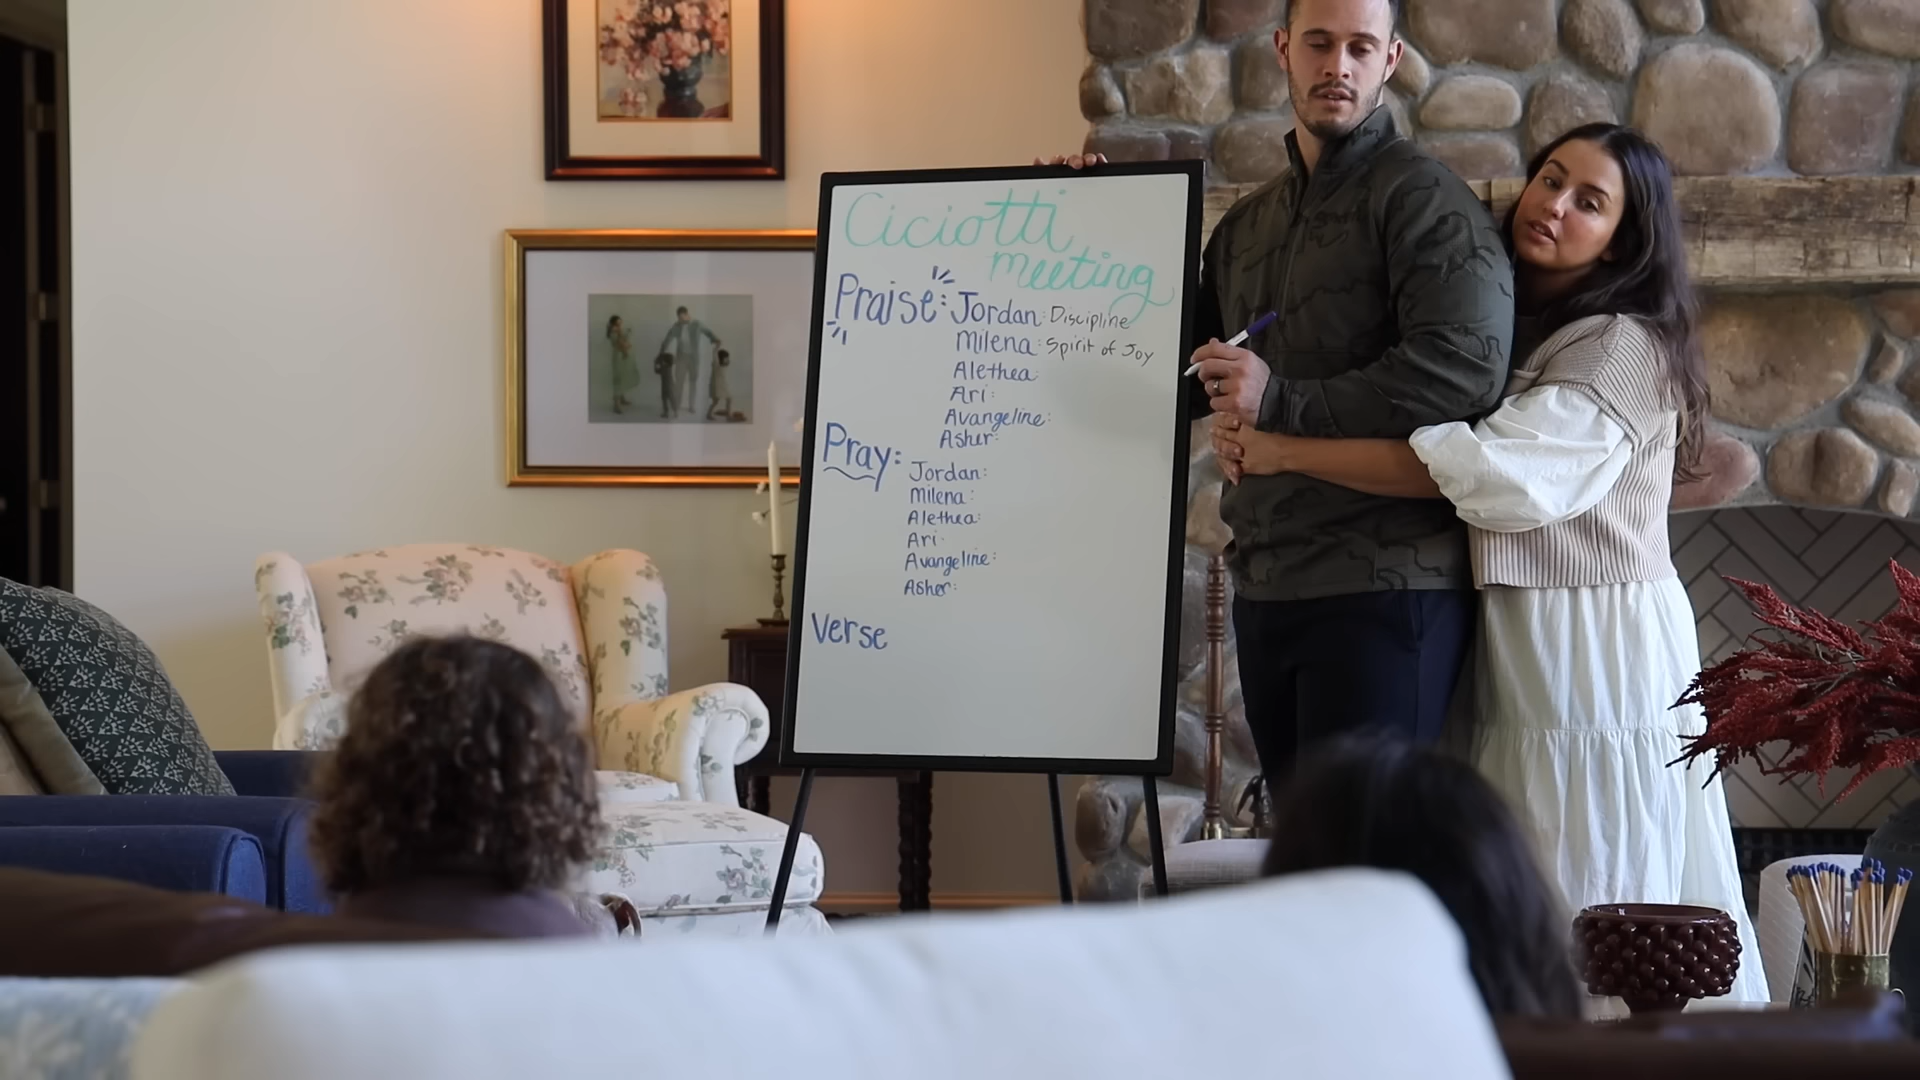 Ciciotti
meeting
Praise: Jordan: Discipline
Milena: Spirit of Joy
Alethea:
Ari:
Avangeline:
Asher:
Pray:
Jordan:
Milena:
Alethea:
Ari:
Avangeline:
Asher:
Verse